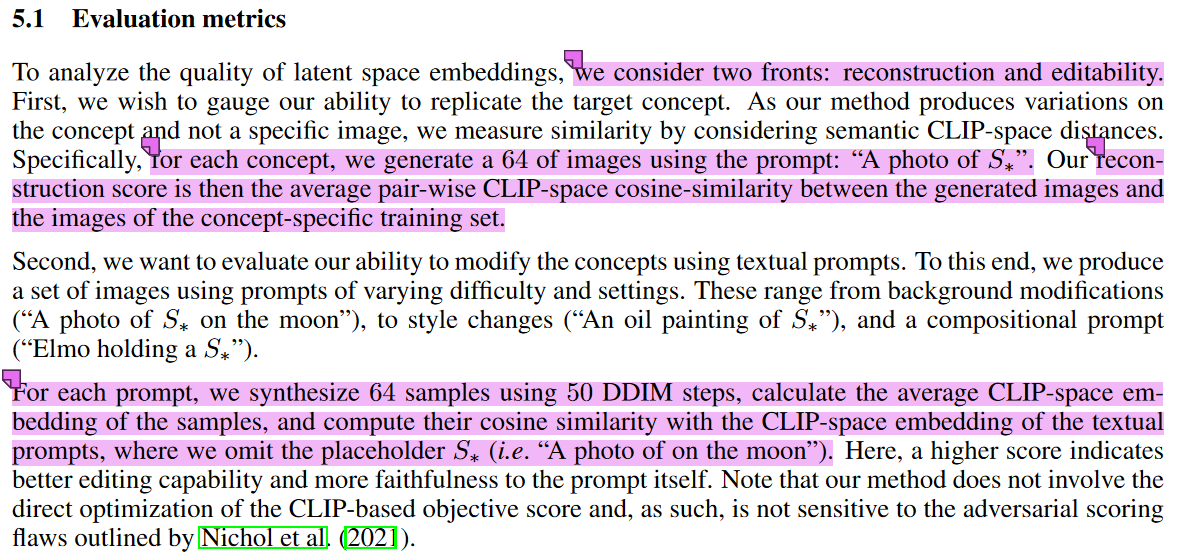 5.1 Evaluation metrics
To analyze the quality of latent space embeddings, we consider two fronts: reconstruction and editability.
First, we wish to gauge our ability to replicate the target concept. As our method produces variations on
the concept and not a specific image, we measure similarity by considering semantic CLIP-space distances.
Specifically, for each concept, we generate a 64 of images using the prompt: “A photo of S∗”. Our recon-
struction score is then the average pair-wise CLIP-space cosine-similarity between the generated images and
the images of the concept-specific training set.
Second, we want to evaluate our ability to modify the concepts using textual prompts. To this end, we produce
a set of images using prompts of varying difficulty and settings. These range from background modifications
(“A photo of S∗ on the moon”), to style changes (“An oil painting of S∗”), and a compositional prompt
(“Elmo holding a S∗”).
For each prompt, we synthesize 64 samples using 50 DDIM steps, calculate the average CLIP-space em-
bedding of the samples, and compute their cosine similarity with the CLIP-space embedding of the textual
prompts, where we omit the placeholder S∗ (i.e. “A photo of on the moon”). Here, a higher score indicates
better editing capability and more faithfulness to the prompt itself. Note that our method does not involve the
direct optimization of the CLIP-based objective score and, as such, is not sensitive to the adversarial scoring
flaws outlined by Nichol et al. (2021).